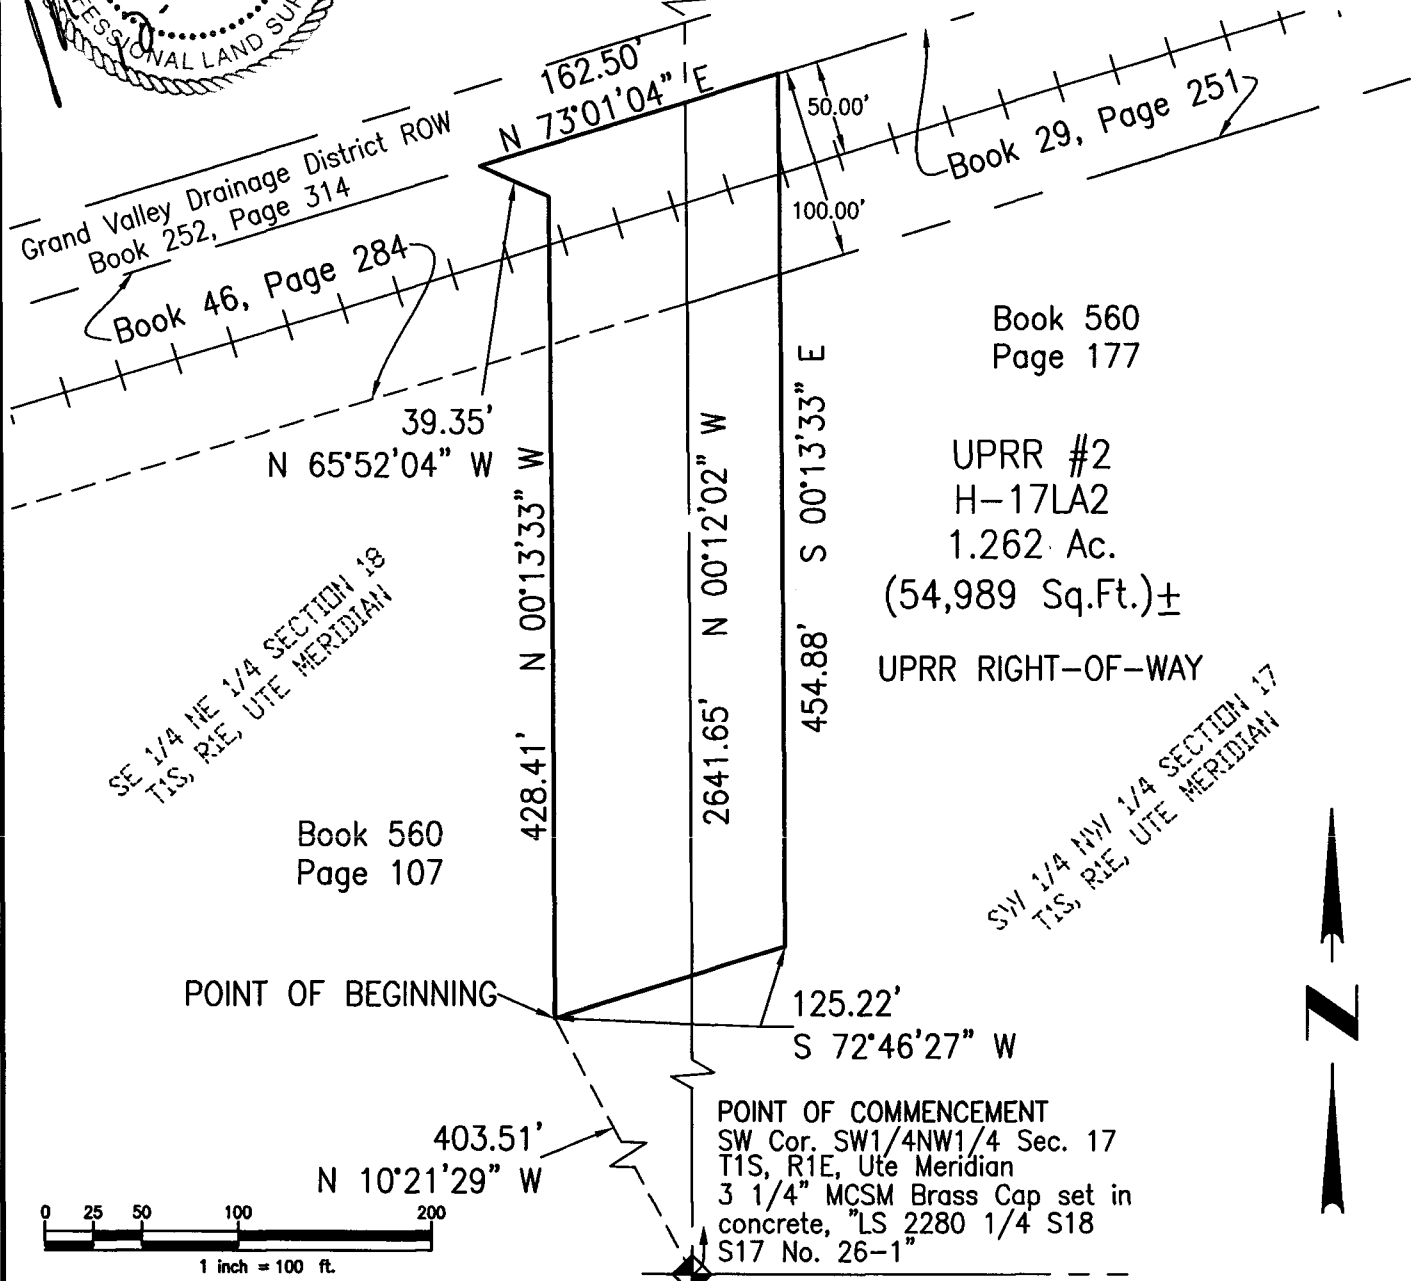 FESSIONAL LAND SUR
162.50'
N 73°01'04" E
50.00'
100.00'
Book 29, Page 251
Grand Valley Drainage District ROW
Book 252, Page 314
Book 46, Page 284
39.35'
N 65°52'04" W
Book 560
Page 177
UPRR #2
H-17LA2
1.262 Ac.
(54,989 Sq.Ft.)±
UPRR RIGHT-OF-WAY
428.41' N 00°13'33" W
2641.65' N 00°12'02" W
454.88' S 00°13'33" E
SE 1/4 NE 1/4 SECTION 18
T1S, R1E, UTE MERIDIAN
SW 1/4 NW 1/4 SECTION 17
T1S, R1E, UTE MERIDIAN
Book 560
Page 107
POINT OF BEGINNING
125.22'
S 72°46'27" W
403.51'
N 10°21'29" W
POINT OF COMMENCEMENT
SW Cor. SW1/4NW1/4 Sec. 17
T1S, R1E, Ute Meridian
3 1/4" MCSM Brass Cap set in
concrete, "LS 2280 1/4 S18
S17 No. 26-1"
N
0 25 50 100 200
1 inch = 100 ft.